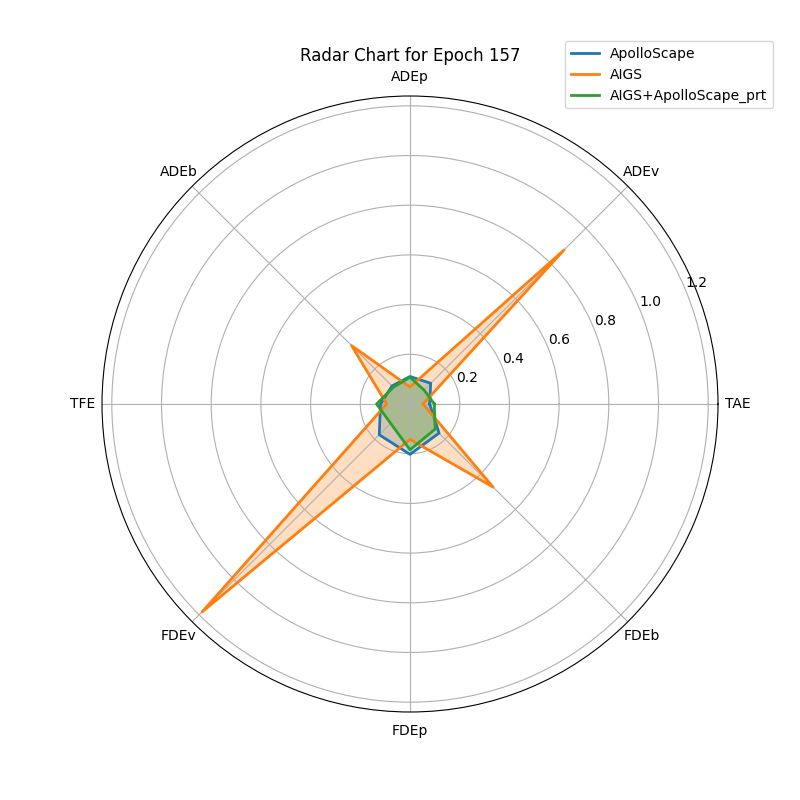 Radar Chart for Epoch 157
ApolloScape
AIGS
AIGS+ApolloScape_prt
ADEp
ADEb
ADEv
1.2
1.0
0.8
0.6
0.4
0.2
TFE
TAE
FDEv
FDEb
FDEp